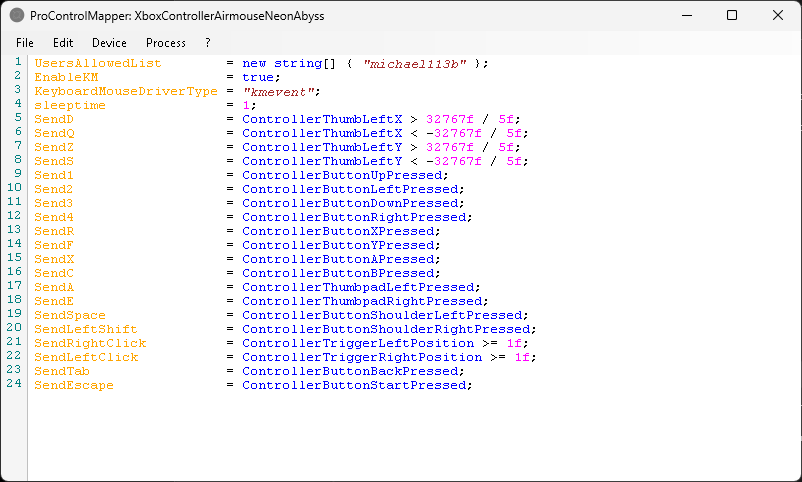 ProControlMapper: XboxControllerAirmouseNeonAbyss
File Edit Device Process ?
1 UsersAllowedList = new string[] { "michael113b" };
2 EnableKM = true;
3 KeyboardMouseDriverType = "kmevent";
4 sleeptime = 1;
5 SendD = ControllerThumbLeftX > 32767f / 5f;
6 SendQ = ControllerThumbLeftX < -32767f / 5f;
7 SendZ = ControllerThumbLeftY > 32767f / 5f;
8 SendS = ControllerThumbLeftY < -32767f / 5f;
9 Send1 = ControllerButtonUpPressed;
10 Send2 = ControllerButtonLeftPressed;
11 Send3 = ControllerButtonDownPressed;
12 Send4 = ControllerButtonRightPressed;
13 SendR = ControllerButtonXPressed;
14 SendF = ControllerButtonYPressed;
15 SendX = ControllerButtonAPressed;
16 SendC = ControllerButtonBPressed;
17 SendA = ControllerThumbpadLeftPressed;
18 SendE = ControllerThumbpadRightPressed;
19 SendSpace = ControllerButtonShoulderLeftPressed;
20 SendLeftShift = ControllerButtonShoulderRightPressed;
21 SendRightClick = ControllerTriggerLeftPosition >= 1f;
22 SendLeftClick = ControllerTriggerRightPosition >= 1f;
23 SendTab = ControllerButtonBackPressed;
24 SendEscape = ControllerButtonStartPressed;